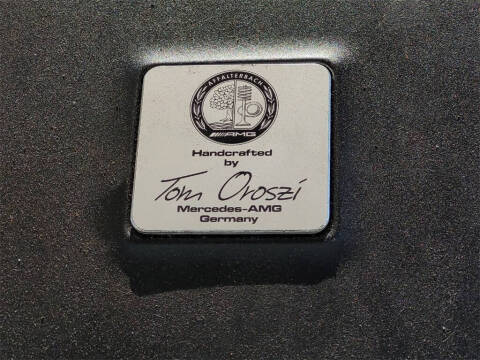 AFFALTERBACH
AMG
Handcrafted
by
Tom Oroszi
Mercedes-AMG
Germany